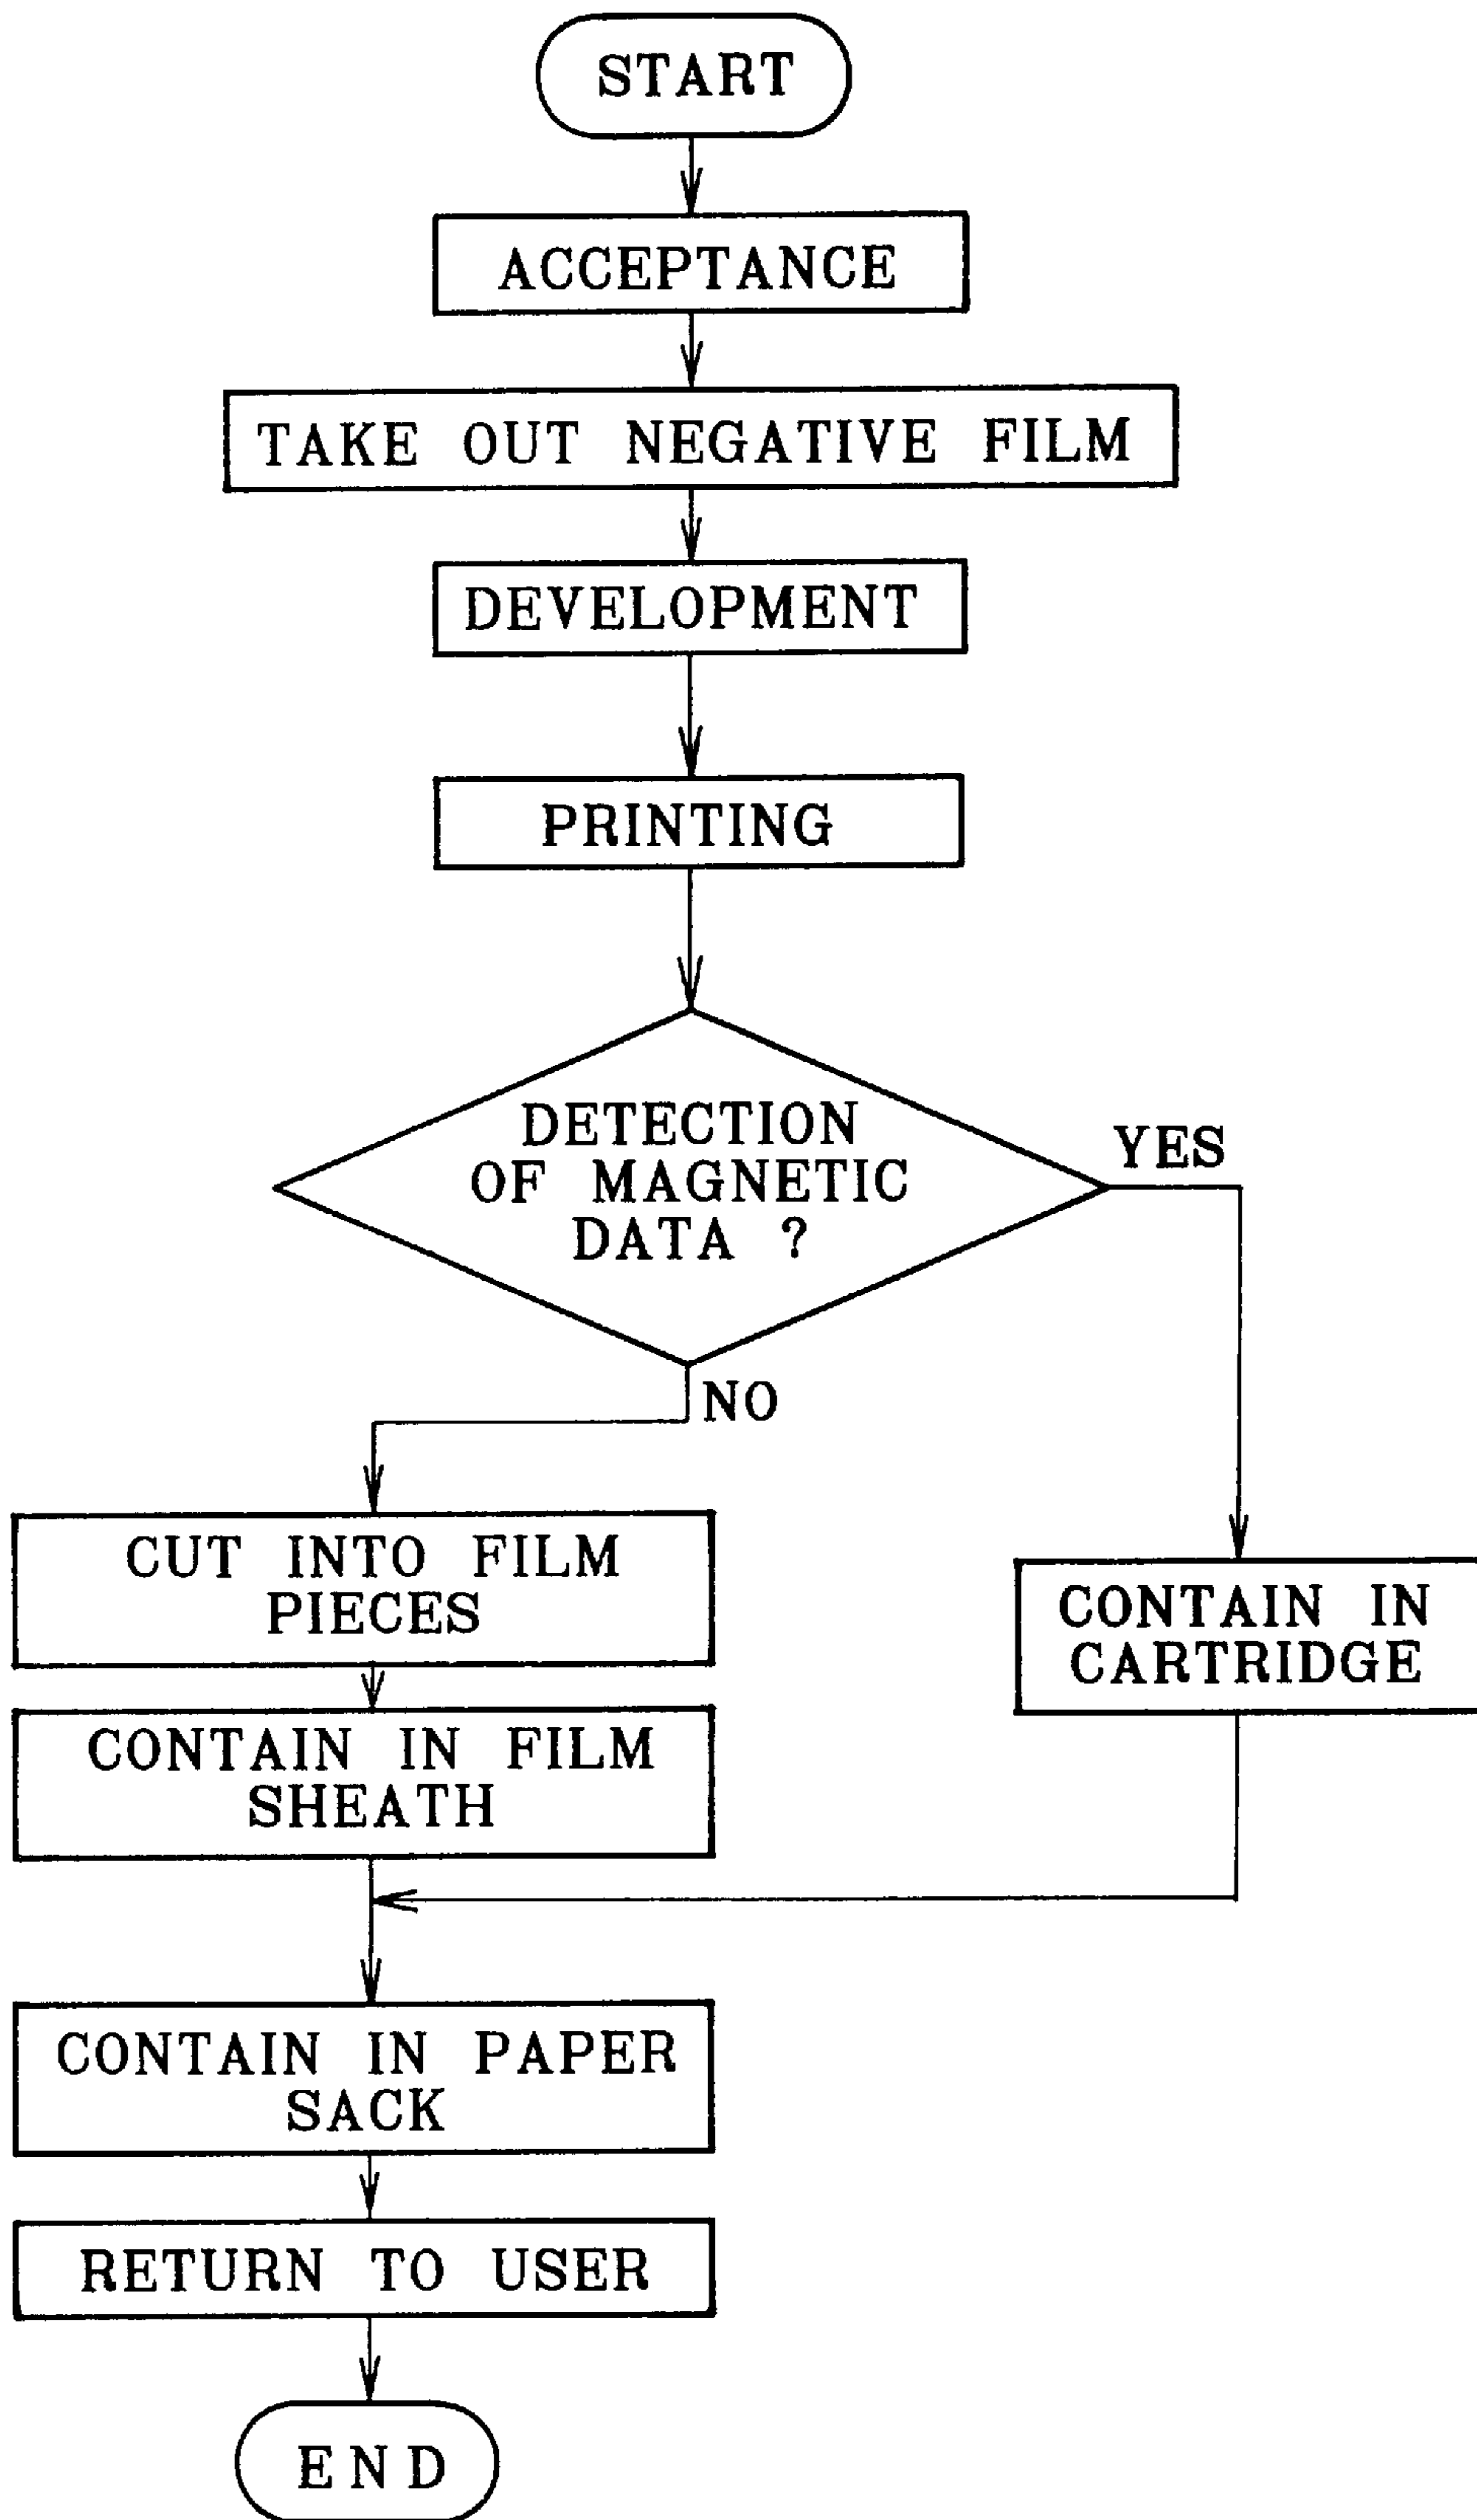 START
ACCEPTANCE
TAKE OUT NEGATIVE FILM
DEVELOPMENT
PRINTING
DETECTION
OF MAGNETIC
DATA ?
YES
NO
CUT INTO FILM
PIECES
CONTAIN IN
CARTRIDGE
CONTAIN IN FILM
SHEATH
CONTAIN IN PAPER
SACK
RETURN TO USER
END